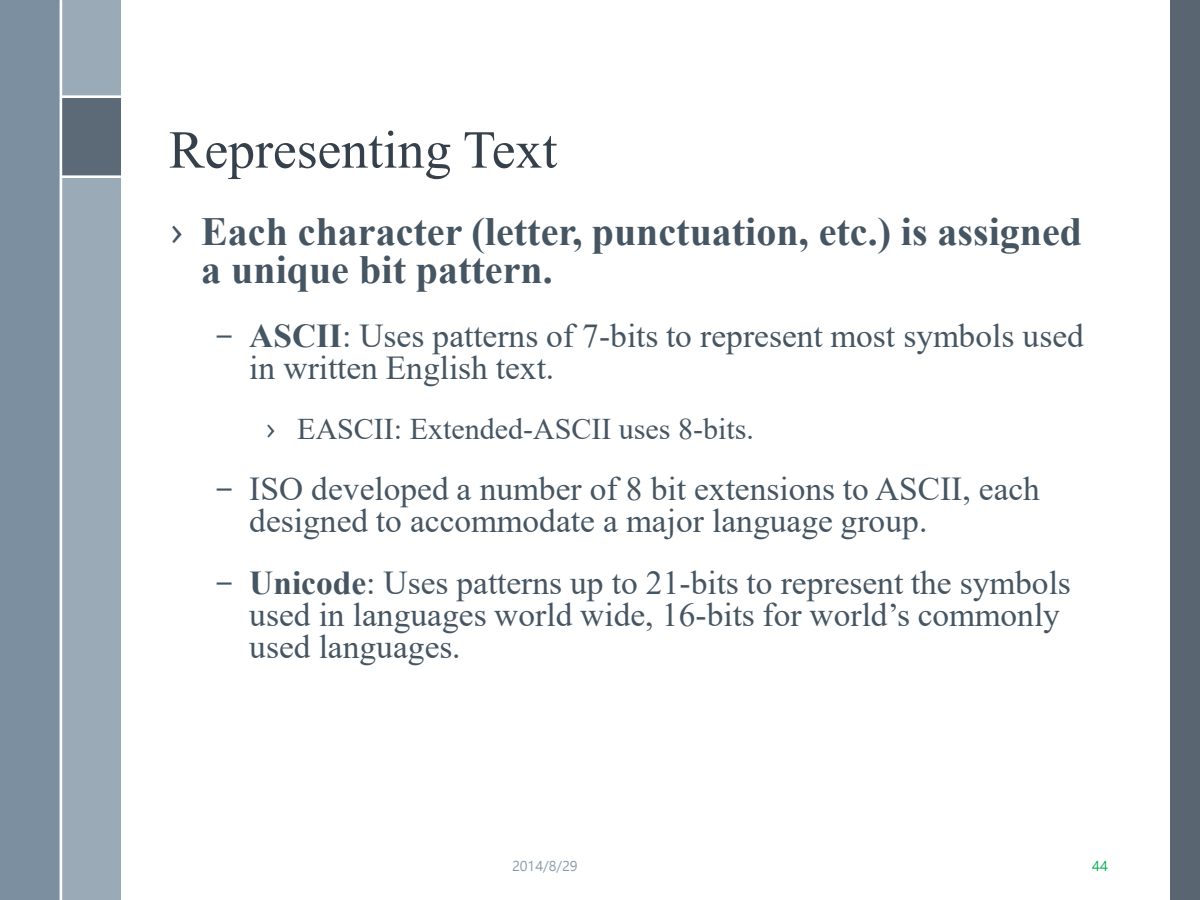 Representing Text
› Each character (letter, punctuation, etc.) is assigned
a unique bit pattern.
– ASCII: Uses patterns of 7-bits to represent most symbols used
in written English text.
› EASCII: Extended-ASCII uses 8-bits.
– ISO developed a number of 8 bit extensions to ASCII, each
designed to accommodate a major language group.
– Unicode: Uses patterns up to 21-bits to represent the symbols
used in languages world wide, 16-bits for world’s commonly
used languages.
2014/8/29 44